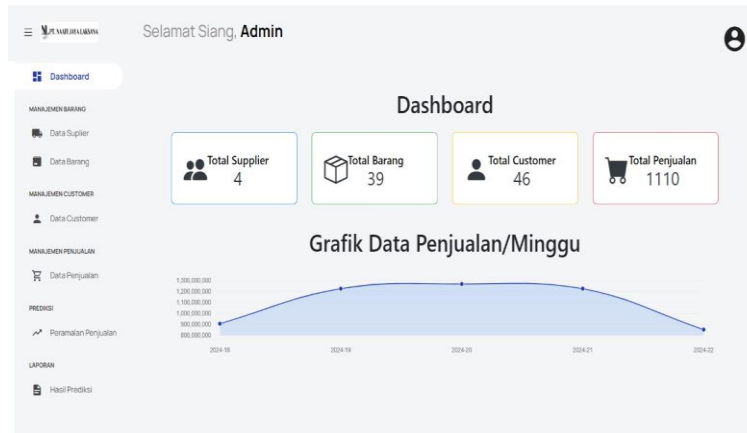 Selamat Siang, Admin
Dashboard
MANAJEMEN BARANG
Data Suplier
Data Barang
MANAJEMEN CUSTOMER
Data Customer
MANAJEMEN PENJUALAN
Data Penjualan
PREDIKSI
Peramalan Penjualan
LAPORAN
Hasil Prediksi
Dashboard
Total Supplier
4
Total Barang
39
Total Customer
46
Total Penjualan
1110
Grafik Data Penjualan/Minggu
1,300,000,000
1,200,000,000
1,100,000,000
1,000,000,000
900,000,000
800,000,000
2024-18
2024-19
2024-20
2024-21
2024-22